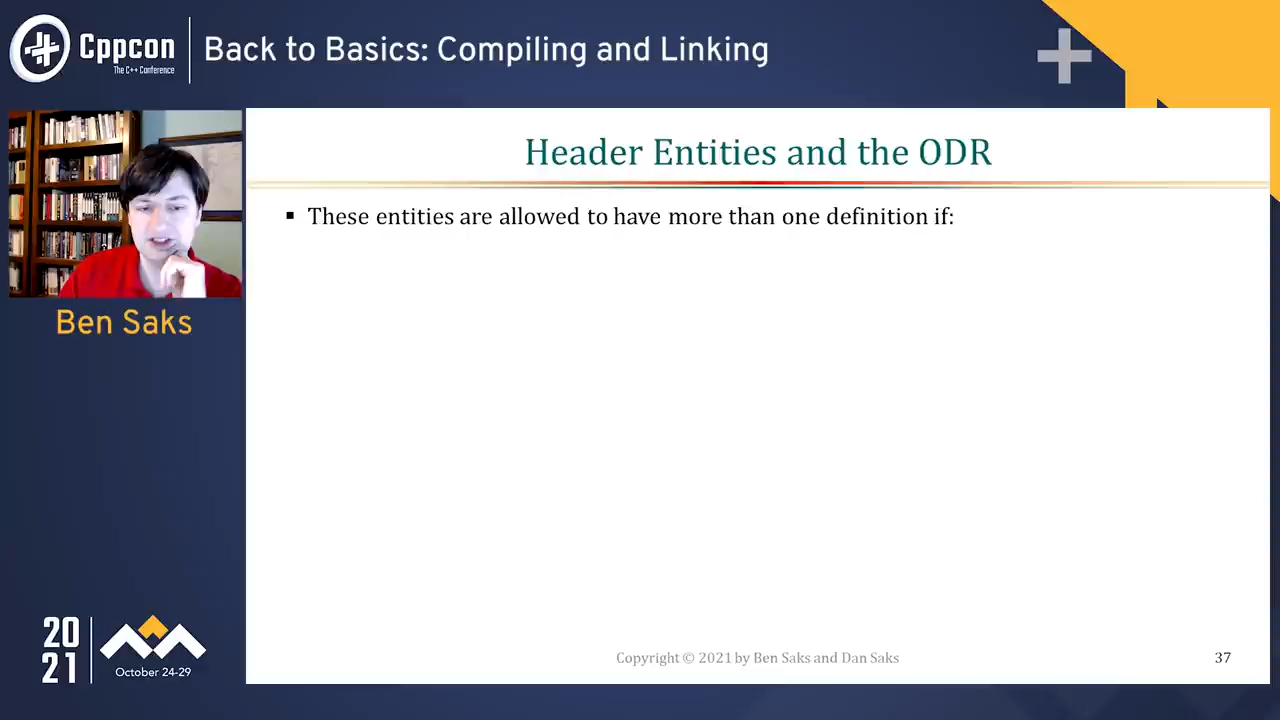 Cppcon
The C++ Conference
Back to Basics: Compiling and Linking
Header Entities and the ODR
▪ These entities are allowed to have more than one definition if:
Ben Saks
20
21
October 24-29
Copyright © 2021 by Ben Saks and Dan Saks
37